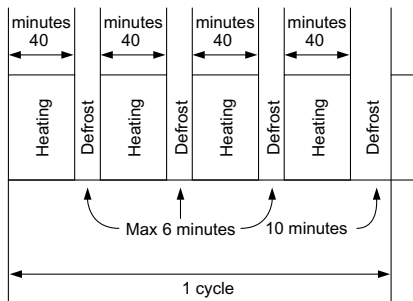 minutes minutes minutes minutes
40 40 40 40
Heating
Defrost
Heating
Defrost
Heating
Defrost
Heating
Defrost
Max 6 minutes 10 minutes
1 cycle